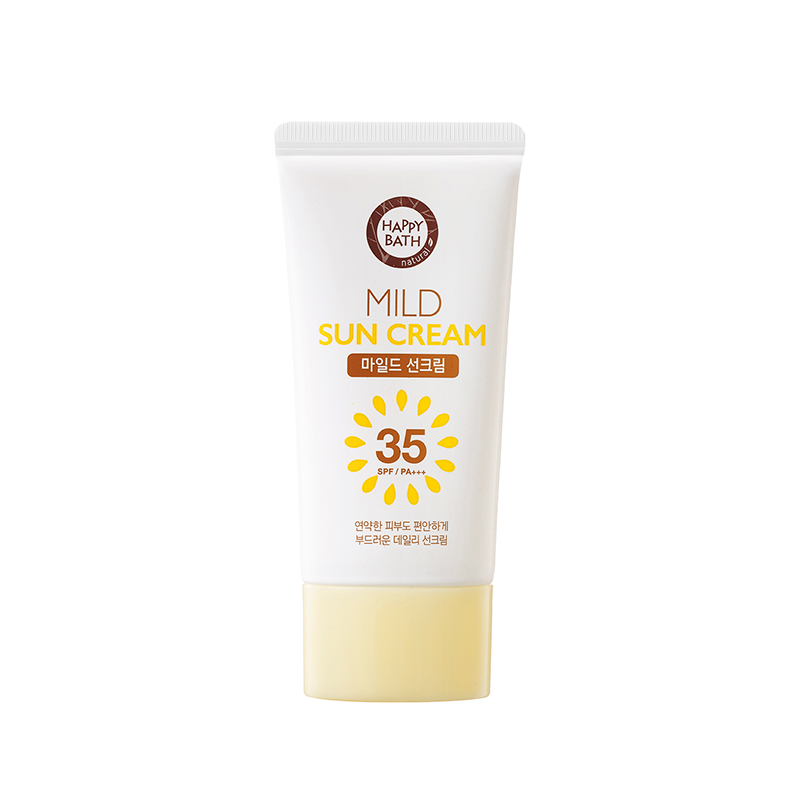 HAPPY
BATH
natural
MILD
SUN CREAM
마일드 선크림
35
SPF / PA+++
연약한 피부도 편안하게
부드러운 데일리 선크림